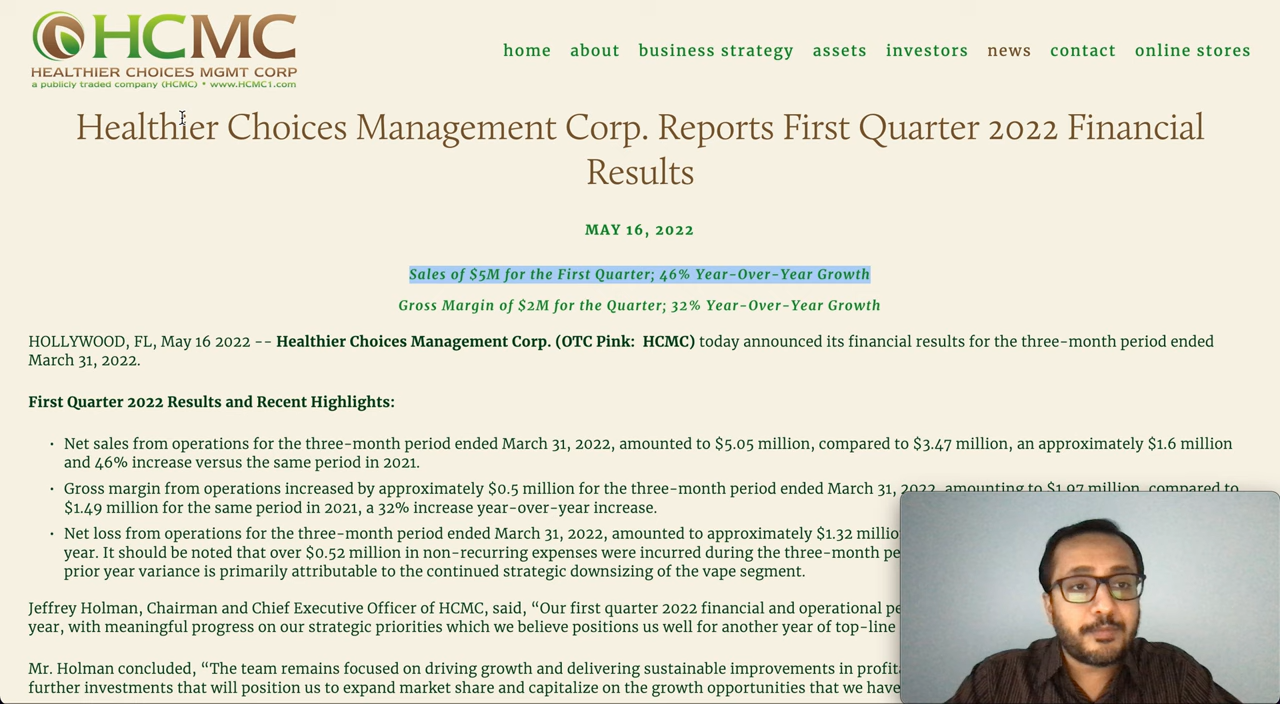 HCMC
HEALTHIER CHOICES MGMT CORP
a publicly traded company (HCMC) • www.HCMC1.com
home about business strategy assets investors news contact online stores
Healthier Choices Management Corp. Reports First Quarter 2022 Financial
Results
MAY 16, 2022
Sales of $5M for the First Quarter; 46% Year-Over-Year Growth
Gross Margin of $2M for the Quarter; 32% Year-Over-Year Growth
HOLLYWOOD, FL, May 16 2022 -- Healthier Choices Management Corp. (OTC Pink: HCMC) today announced its financial results for the three-month period ended
March 31, 2022.
First Quarter 2022 Results and Recent Highlights:
• Net sales from operations for the three-month period ended March 31, 2022, amounted to $5.05 million, compared to $3.47 million, an approximately $1.6 million
and 46% increase versus the same period in 2021.
• Gross margin from operations increased by approximately $0.5 million for the three-month period ended March 31, 2022, amounting to $1.97 million, compared to
$1.49 million for the same period in 2021, a 32% increase year-over-year increase.
• Net loss from operations for the three-month period ended March 31, 2022, amounted to approximately $1.32
year. It should be noted that over $0.52 million in non-recurring expenses were incurred during the three-month
prior year variance is primarily attributable to the continued strategic downsizing of the vape segment.
Jeffrey Holman, Chairman and Chief Executive Officer of HCMC, said, “Our first quarter 2022 financial and operational
year, with meaningful progress on our strategic priorities which we believe positions us well for another year of top-line
Mr. Holman concluded, “The team remains focused on driving growth and delivering sustainable improvements in
further investments that will position us to expand market share and capitalize on the growth opportunities that we have